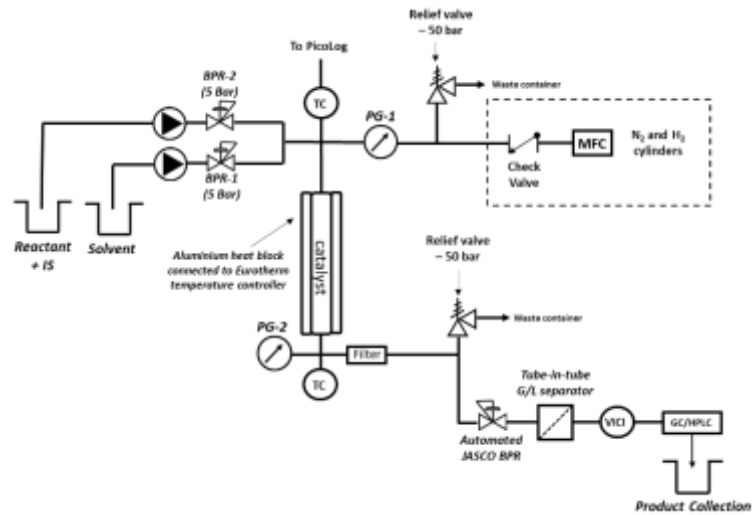 Relief valve
– 50 bar
To PicoLog
Waste container
BPR-2
(5 Bar)
TC
PG-1
N2 and H2
cylinders
MFC
Check
Valve
BPR-1
(5 Bar)
Reactant
+ IS
Solvent
Aluminium heat block
connected to Eurotherm
temperature controller
catalyst
Relief valve
– 50 bar
Waste container
PG-2
Filter
TC
Tube-in-tube
G/L separator
VICI
GC/HPLC
Automated
JASCO BPR
Product Collection